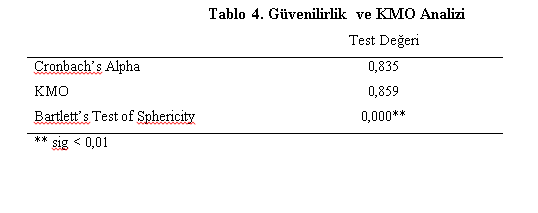 Tablo 4. Güvenilirlik ve KMO Analizi
Test Değeri
Cronbach's Alpha 0,835
KMO 0,859
Bartlett's Test of Sphericity 0,000**
** sig < 0,01